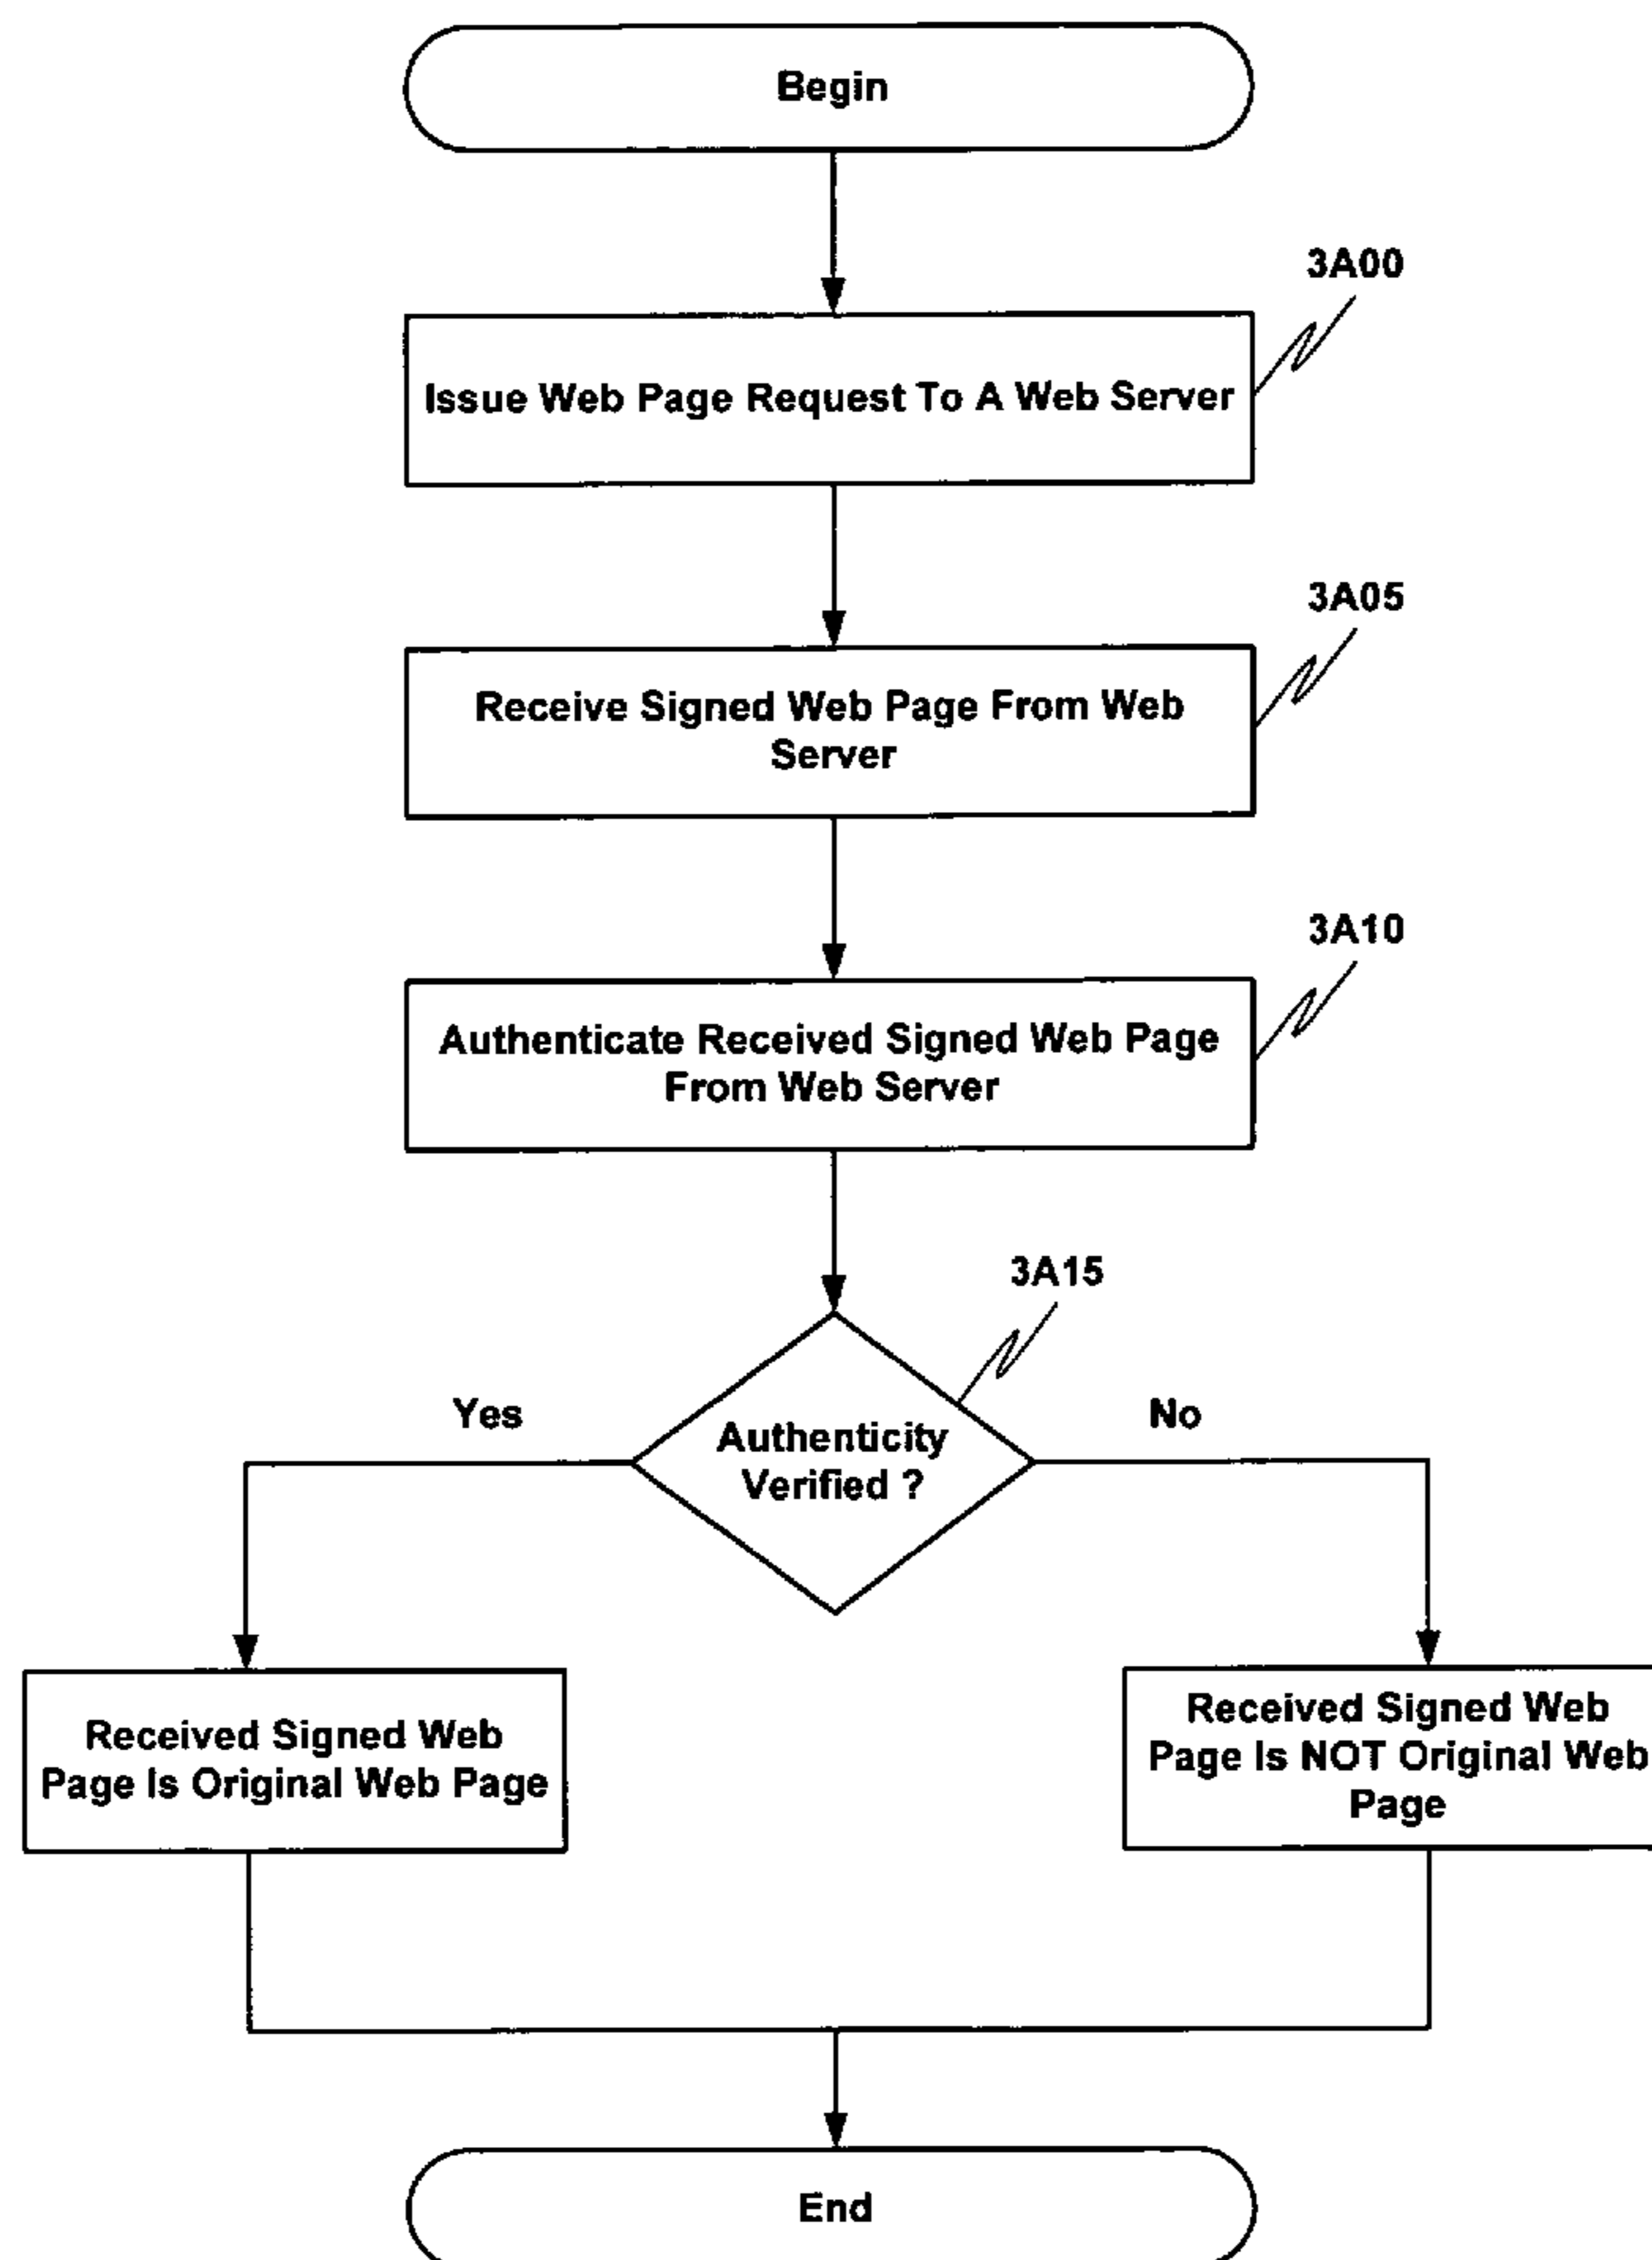 Begin
3A00
Issue Web Page Request To A Web Server
3A05
Receive Signed Web Page From Web
Server
3A10
Authenticate Received Signed Web Page
From Web Server
3A15
Yes
No
Authenticity
Verified ?
Received Signed Web
Page Is Original Web Page
Received Signed Web
Page Is NOT Original Web
Page
End